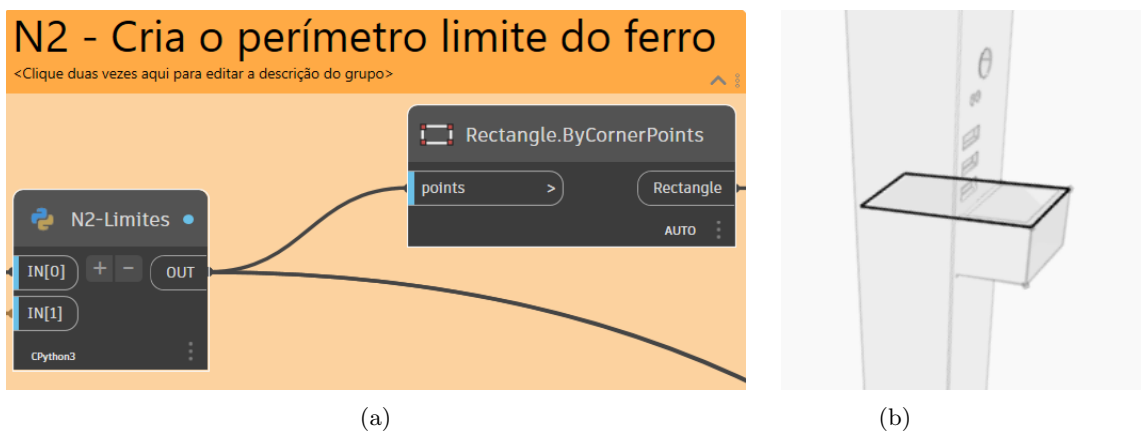 N2 - Cria o perímetro limite do ferro
<Clique duas vezes aqui para editar a descrição do grupo>
Rectangle.ByCornerPoints
points > Rectangle
AUTO
N2-Limites
IN[0] + - OUT
IN[1]
CPython3
(a) (b)